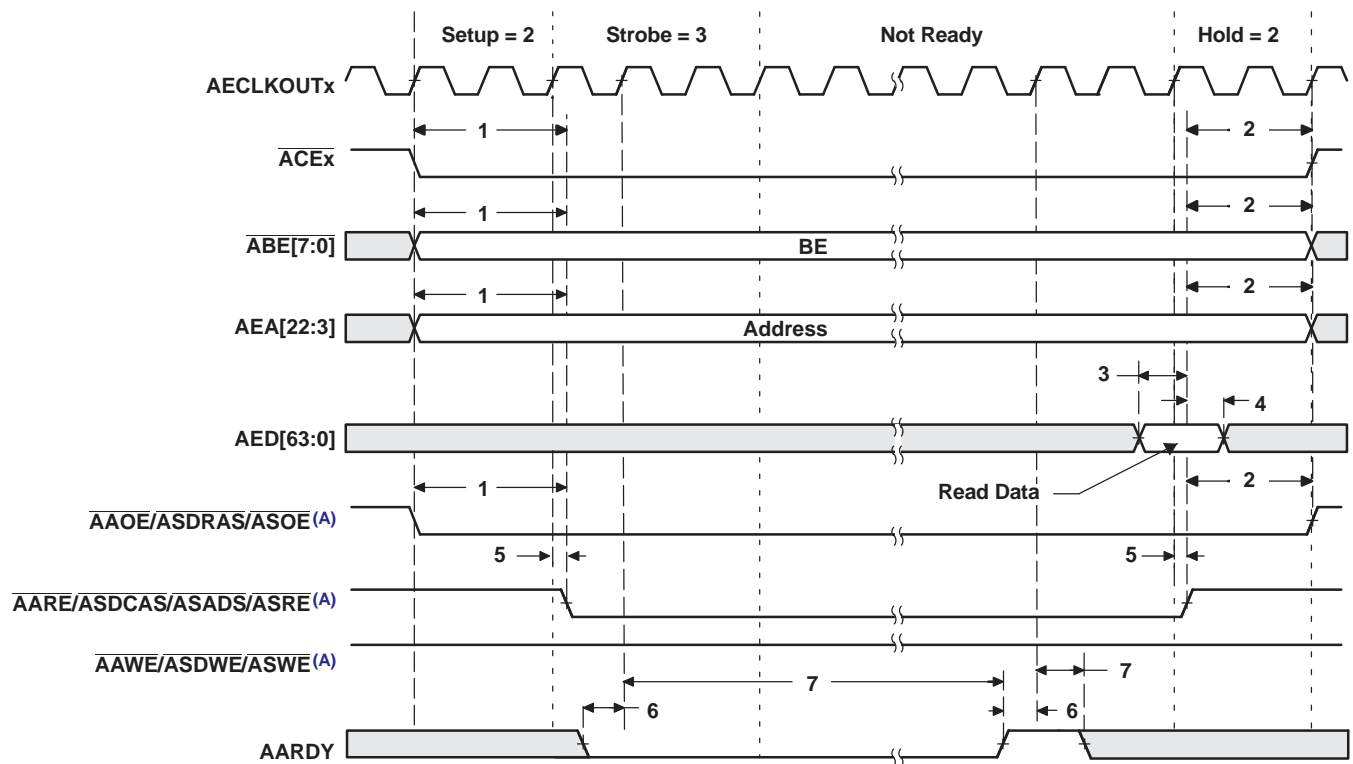 Setup = 2 Strobe = 3 Not Ready Hold = 2
AECLKOUTx
1 2
ACEx
1 2
ABE[7:0] BE
1 2
AEA[22:3] Address
3
4
AED[63:0]
1 Read Data 2
AAOE/ASDRAS/ASOE(A)
5 5
AARE/ASDCAS/ASADS/ASRE(A)
AAWE/ASDWE/ASWE(A)
7 7
6 6
AARDY